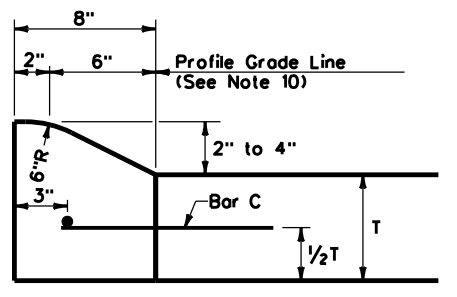 8"
2"
6"
Profile Grade Line
(See Note 10)
2" to 4"
6"R
3"
Bar C
T
½T